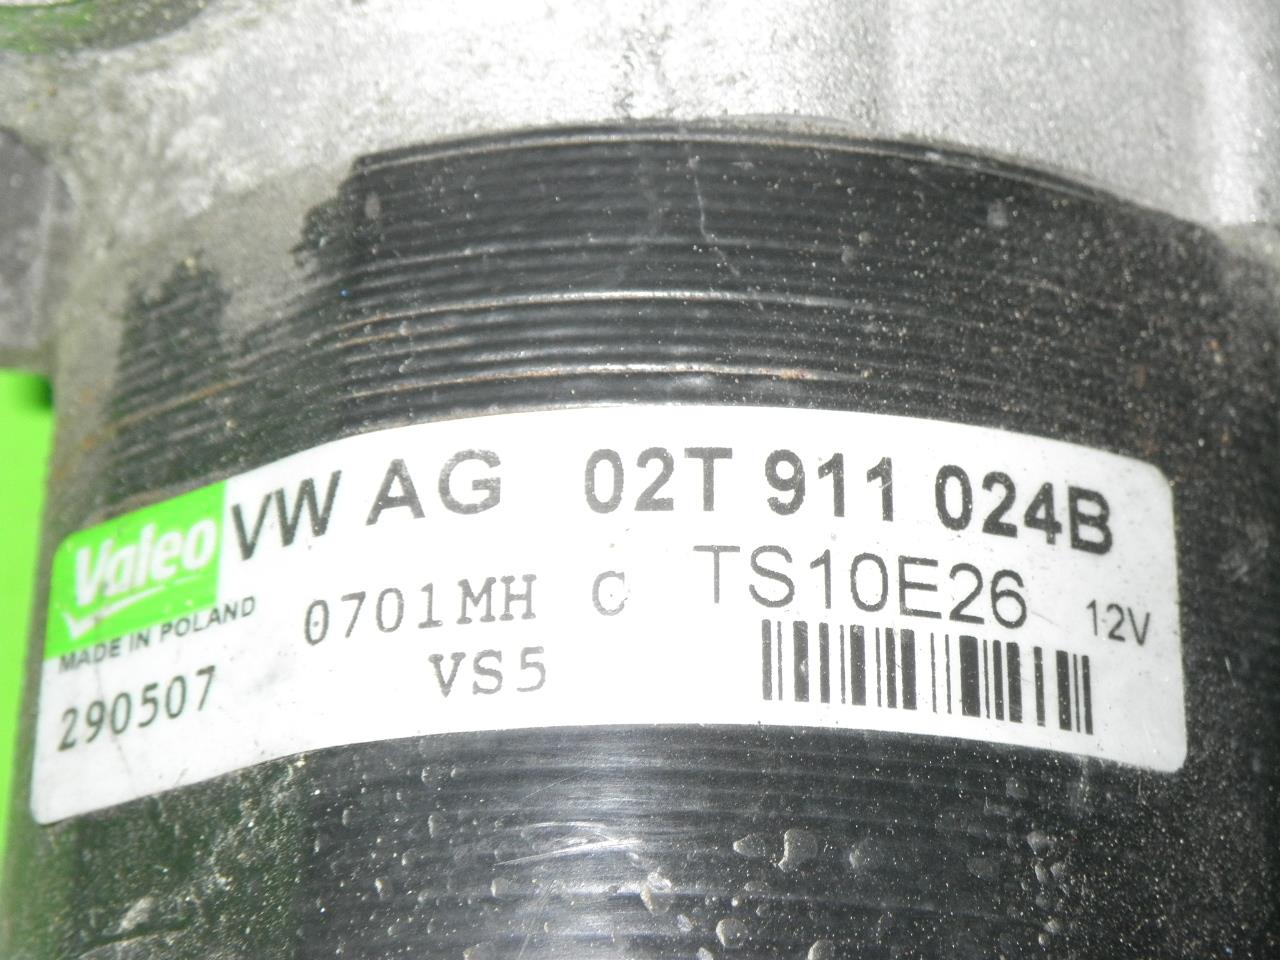 Valeo VW AG 02T 911 024B
MADE IN POLAND 0701MH C TS10E26 12V
290507 VS5